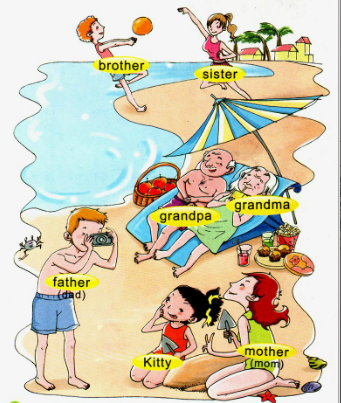 brother
sister
grandma
grandpa
father
(dad)
Kitty
mother
(mom)